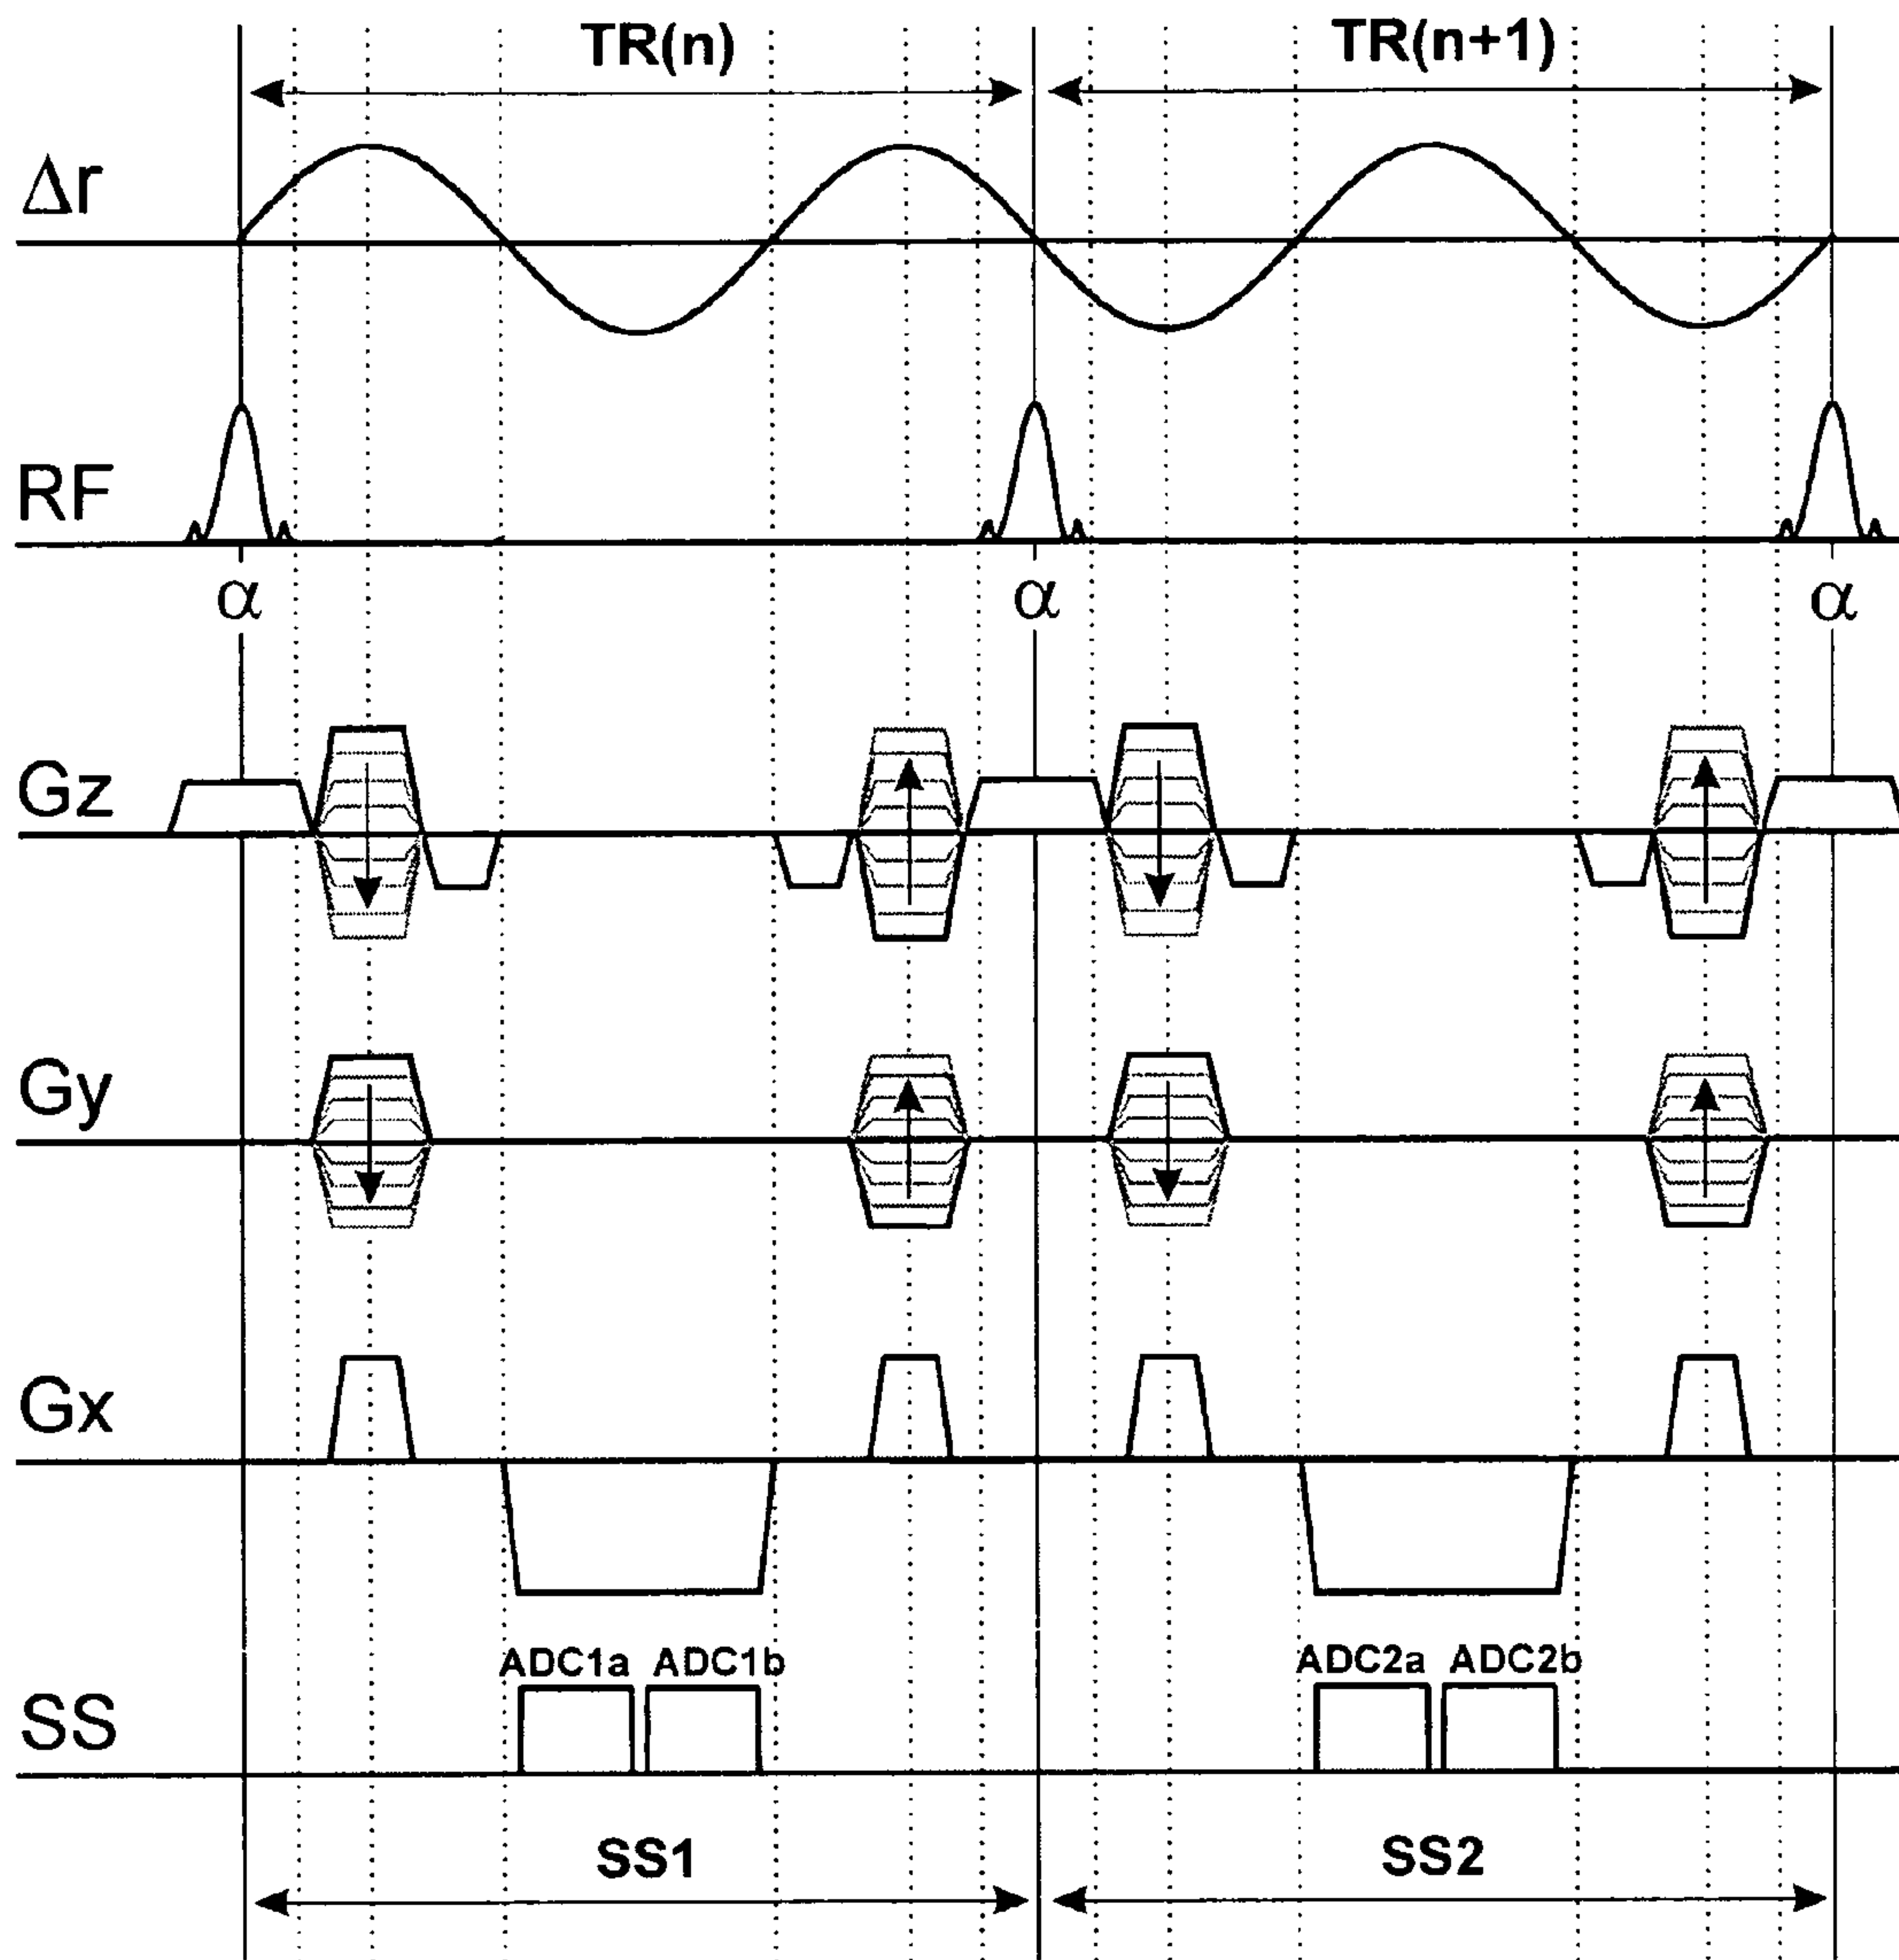 TR(n) TR(n+1)
Δr
RF
α α α
Gz
Gy
Gx
ADC1a ADC1b ADC2a ADC2b
SS
SS1 SS2